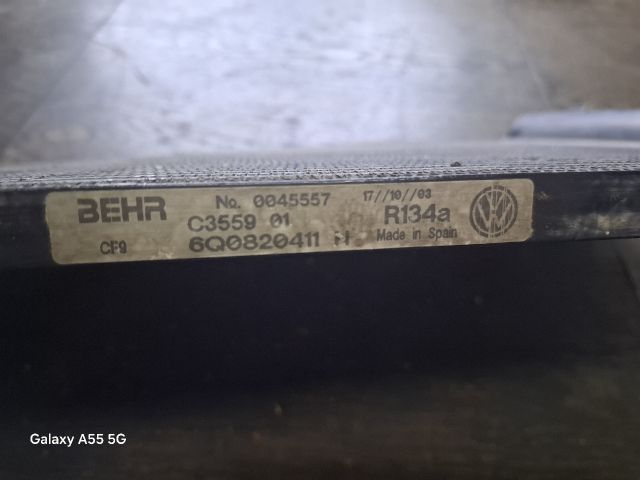 BEHR No. 0045557 17//10//03
C3559 01 R134a
CF9 6Q0820411 H Made in Spain
Galaxy A55 5G